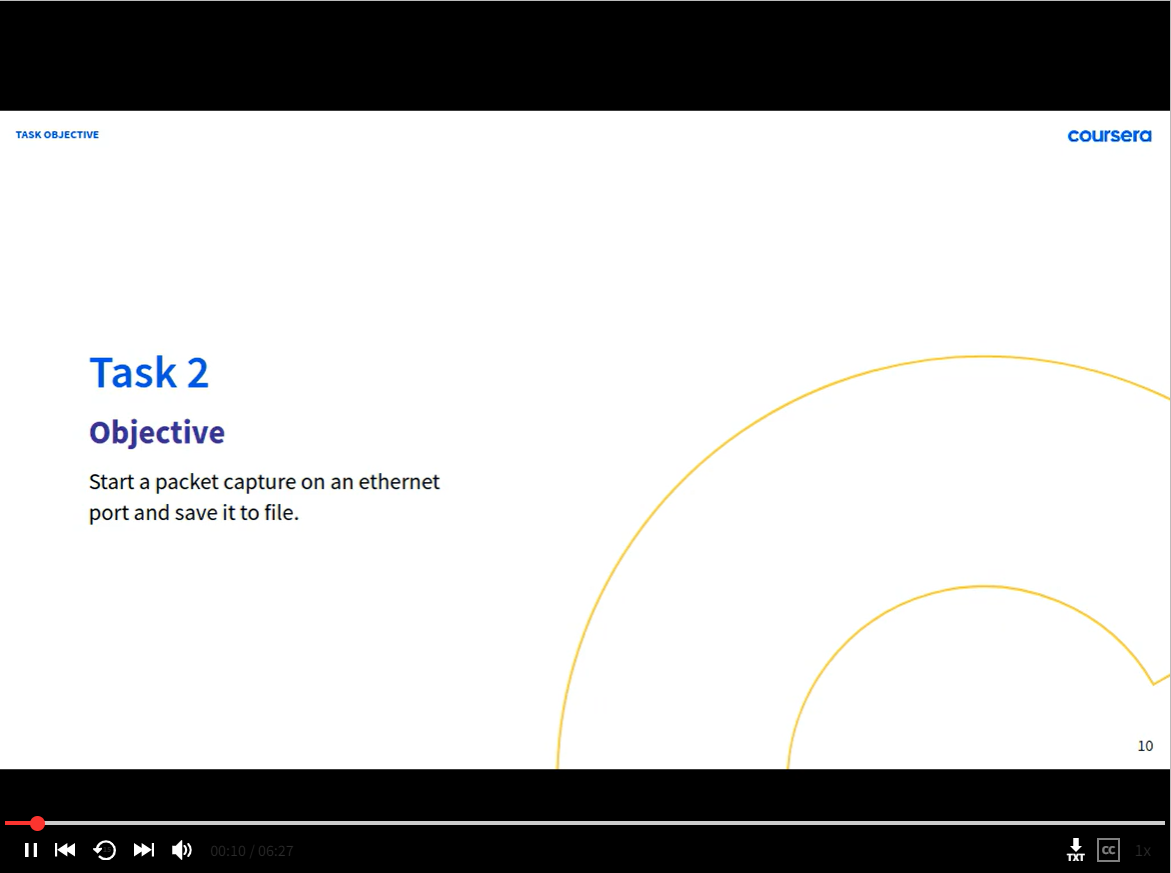 TASK OBJECTIVE
coursera
Task 2
Objective
Start a packet capture on an ethernet
port and save it to file.
10
00:10 / 06:27
TXT
CC
1x